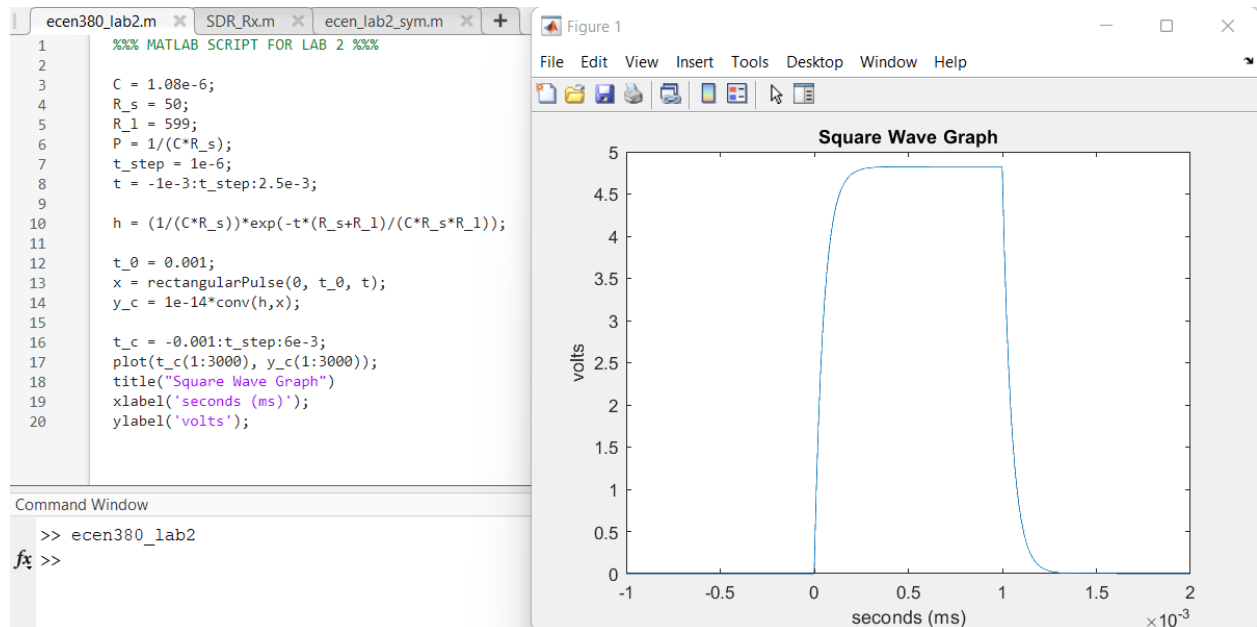 ecen380_lab2.m × SDR_Rx.m × ecen_lab2_sym.m × +
1 %%% MATLAB SCRIPT FOR LAB 2 %%%
2
3 C = 1.08e-6;
4 R_s = 50;
5 R_l = 599;
6 P = 1/(C*R_s);
7 t_step = 1e-6;
8 t = -1e-3:t_step:2.5e-3;
9
10 h = (1/(C*R_s))*exp(-t*(R_s+R_l)/(C*R_s*R_l));
11
12 t_0 = 0.001;
13 x = rectangularPulse(0, t_0, t);
14 y_c = 1e-14*conv(h,x);
15
16 t_c = -0.001:t_step:6e-3;
17 plot(t_c(1:3000), y_c(1:3000));
18 title("Square Wave Graph")
19 xlabel('seconds (ms)');
20 ylabel('volts');
Command Window
>> ecen380_lab2
fx >>
Figure 1
File Edit View Insert Tools Desktop Window Help
Square Wave Graph
5
4.5
4
3.5
3
2.5
2
1.5
1
0.5
0
volts
-1 -0.5 0 0.5 1 1.5 2
seconds (ms)
×10⁻³